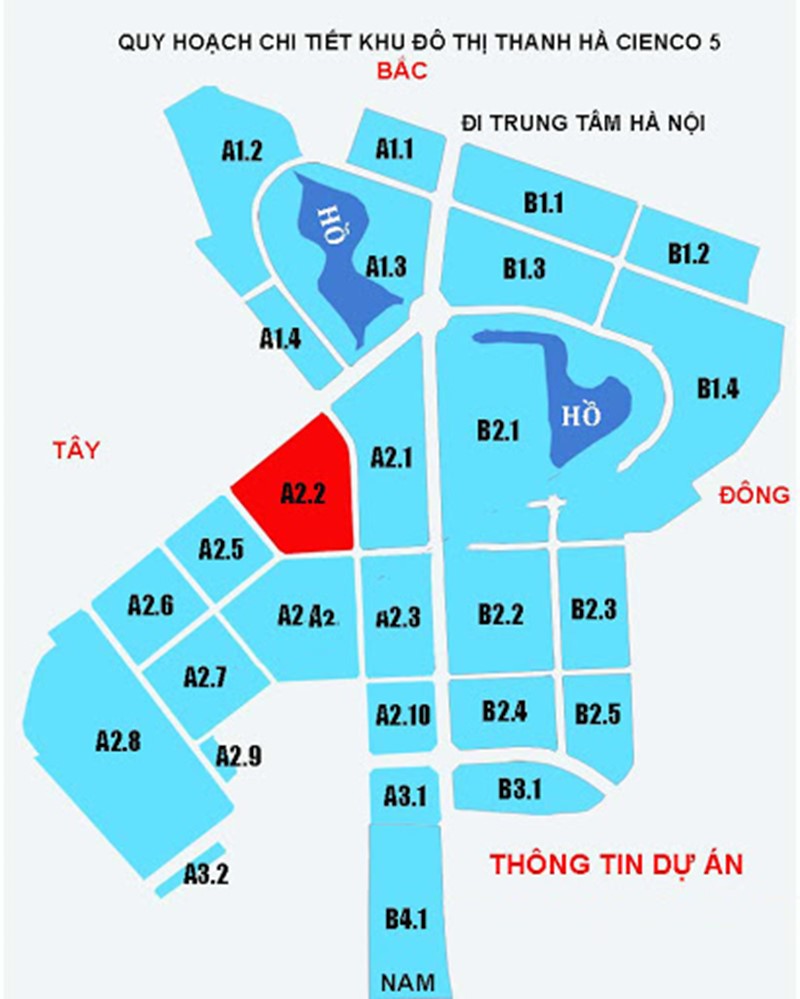 QUY HOẠCH CHI TIẾT KHU ĐÔ THỊ THANH HÀ CIENCO 5
BẮC
ĐI TRUNG TÂM HÀ NỘI
A1.2
A1.1
B1.1
HỒ
B1.2
A1.3
B1.3
A1.4
B1.4
HỒ
B2.1
TÂY
A2.1
A2.2
ĐÔNG
A2.5
A2.6
A2 A2
A2.3
B2.2
B2.3
A2.7
A2.10
B2.4
B2.5
A2.8
A2.9
A3.1
B3.1
A3.2
THÔNG TIN DỰ ÁN
B4.1
NAM